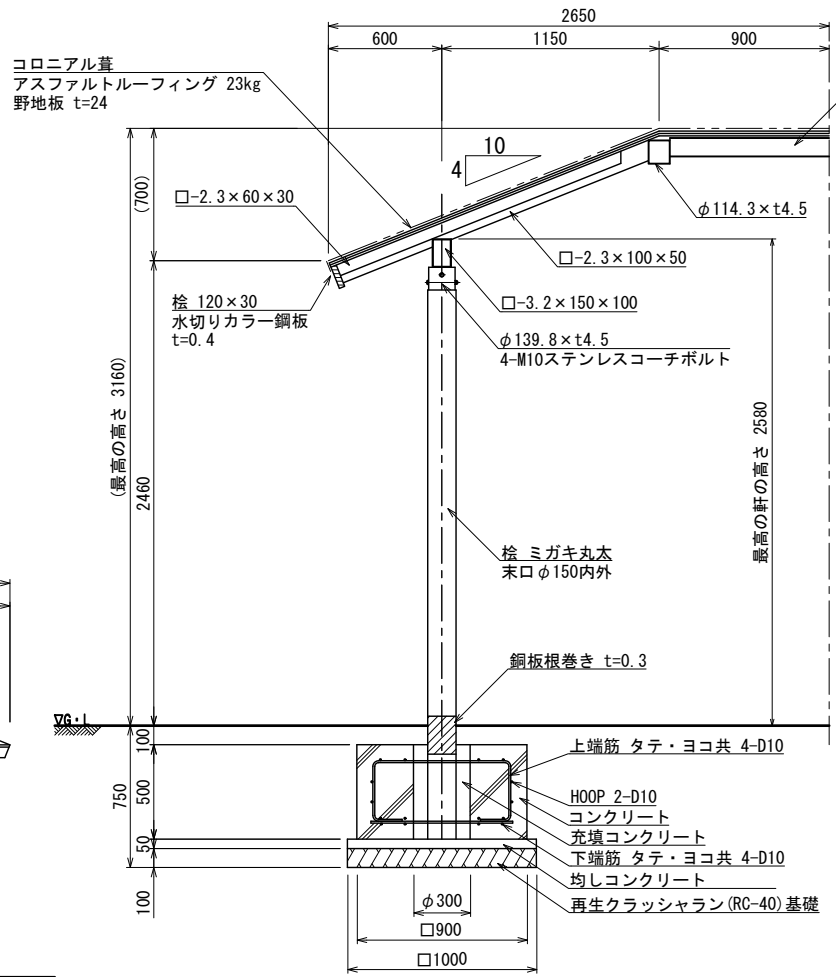 2650
600
1150
900
コロニアル葺
アスファルトルーフィング 23kg
野地板 t=24
10
4
(700)
□-2.3×60×30
φ114.3×t4.5
□-2.3×100×50
桧 120×30
水切りカラー鋼板
t=0.4
□-3.2×150×100
φ139.8×t4.5
4-M10ステンレスコーチボルト
(最高の高さ 3160)
2460
最高の軒の高さ 2580
桧 ミガキ丸太
末口φ150内外
銅板根巻き t=0.3
▽G・L
100
上端筋 タテ・ヨコ共 4-D10
750
500
HOOP 2-D10
コンクリート
充填コンクリート
50
下端筋 タテ・ヨコ共 4-D10
均しコンクリート
100
再生クラッシャラン(RC-40)基礎
φ300
□900
□1000